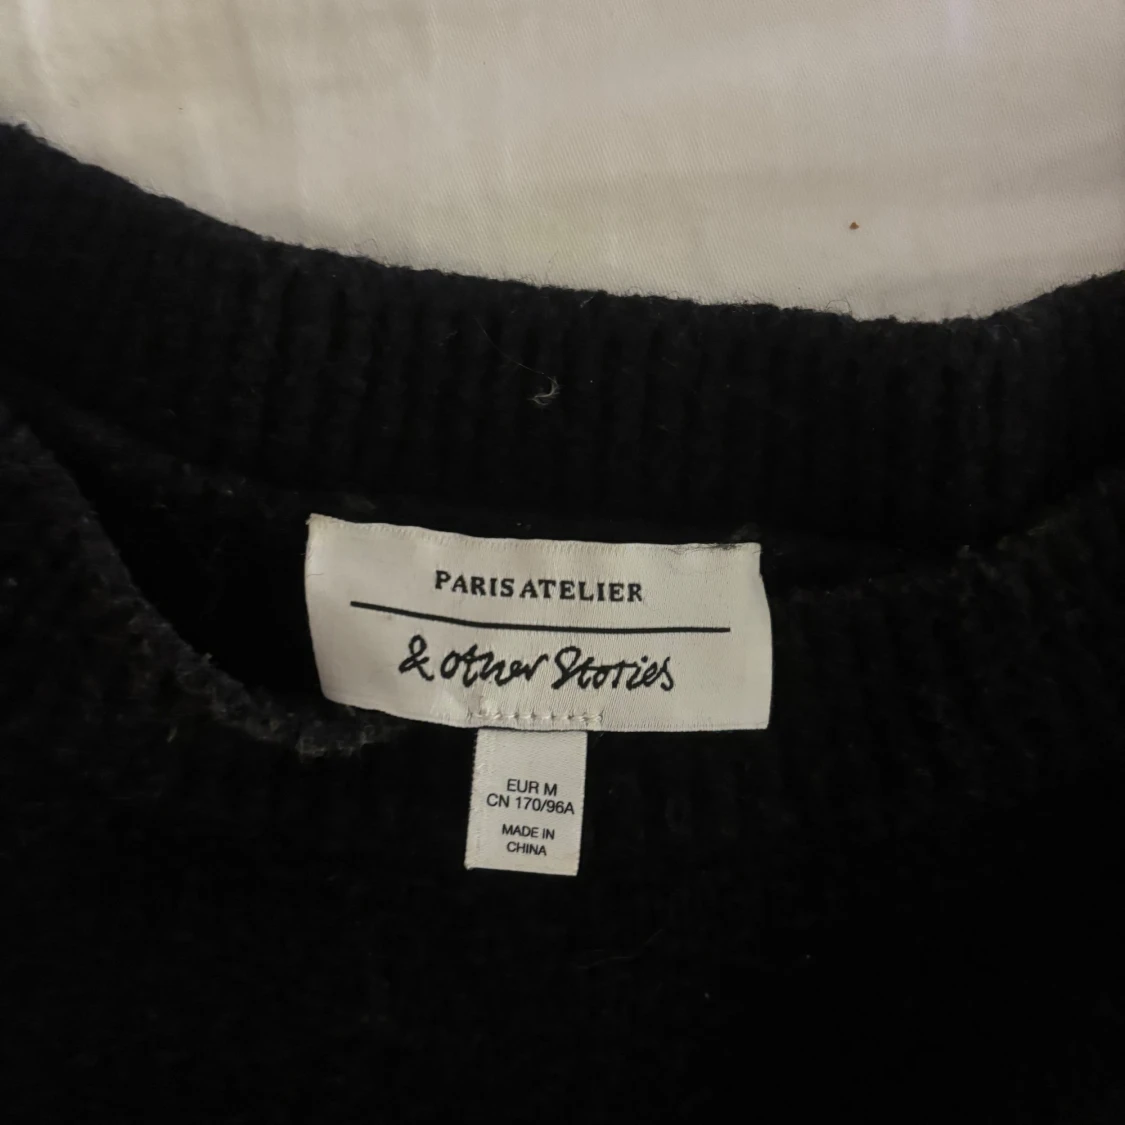 PARIS ATELIER
& other Stories
EUR M
CN 170/96A
MADE IN
CHINA